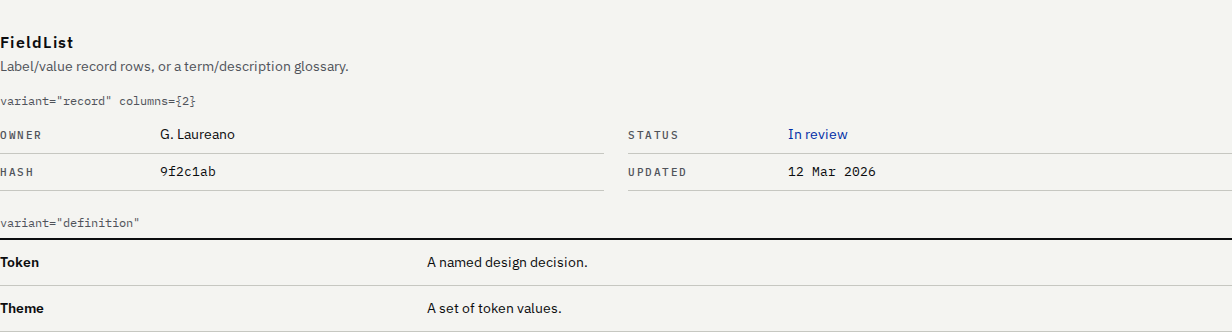 FieldList
Label/value record rows, or a term/description glossary.
variant="record" columns={2}
OWNER G. Laureano STATUS In review
HASH 9f2c1ab UPDATED 12 Mar 2026
variant="definition"
Token A named design decision.
Theme A set of token values.